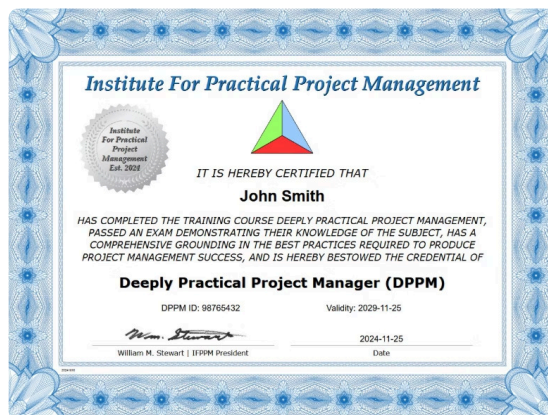 Institute For Practical Project Management
Institute
For Practical
Project
Management
IT IS HEREBY CERTIFIED THAT
John Smith
HAS COMPLETED THE TRAINING COURSE DEEPLY PRACTICAL PROJECT MANAGEMENT,
PASSED AN EXAM DEMONSTRATING THEIR KNOWLEDGE OF THE SUBJECT, HAS A
COMPREHENSIVE GROUNDING IN THE BEST PRACTICES REQUIRED TO PRODUCE
PROJECT MANAGEMENT SUCCESS, AND IS HEREBY BESTOWED THE CREDENTIAL OF
Deeply Practical Project Manager (DPPM)
DPPM ID: 98765432 Validity: 2029-11-25
Wm. Stewart 2024-11-25
William M. Stewart | IFPPM President Date